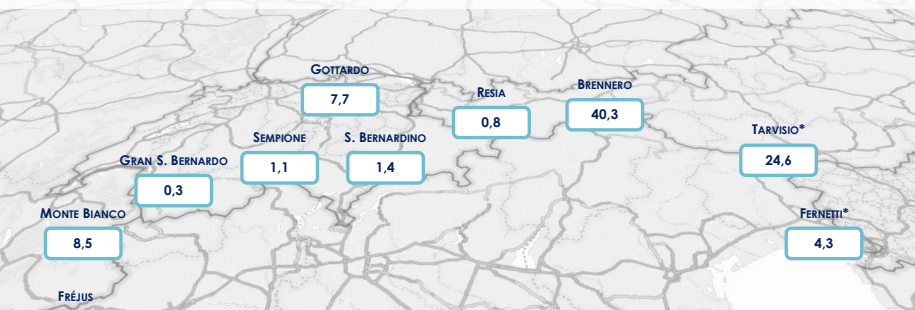 GOTTARDO
7,7
RESIA
0,8
BRENNERO
40,3
SEMPIONE
1,1
S. BERNARDINO
1,4
TARVISIO*
24,6
GRAN S. BERNARDO
0,3
MONTE BIANCO
8,5
FERNETTI*
4,3
FRÉJUS